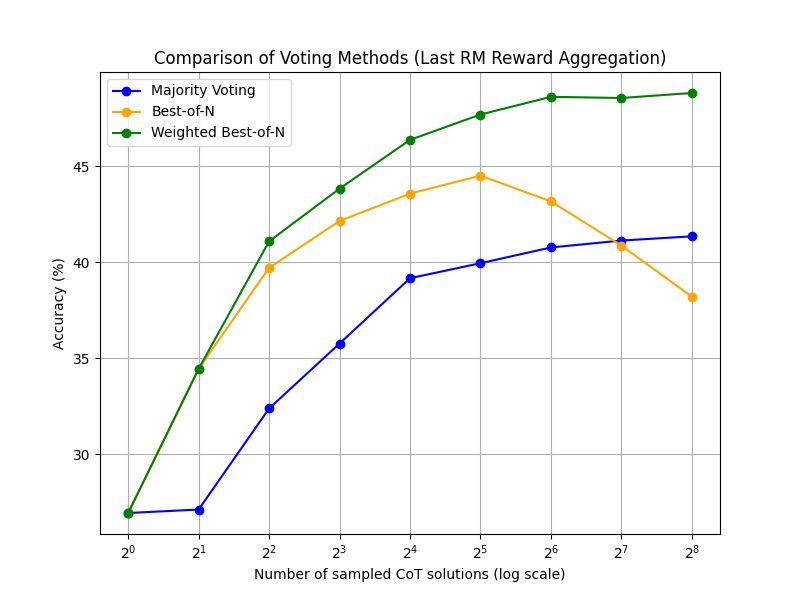 Comparison of Voting Methods (Last RM Reward Aggregation)
Majority Voting
Best-of-N
Weighted Best-of-N
Accuracy (%)
45
40
35
30
2⁰ 2¹ 2² 2³ 2⁴ 2⁵ 2⁶ 2⁷ 2⁸
Number of sampled CoT solutions (log scale)